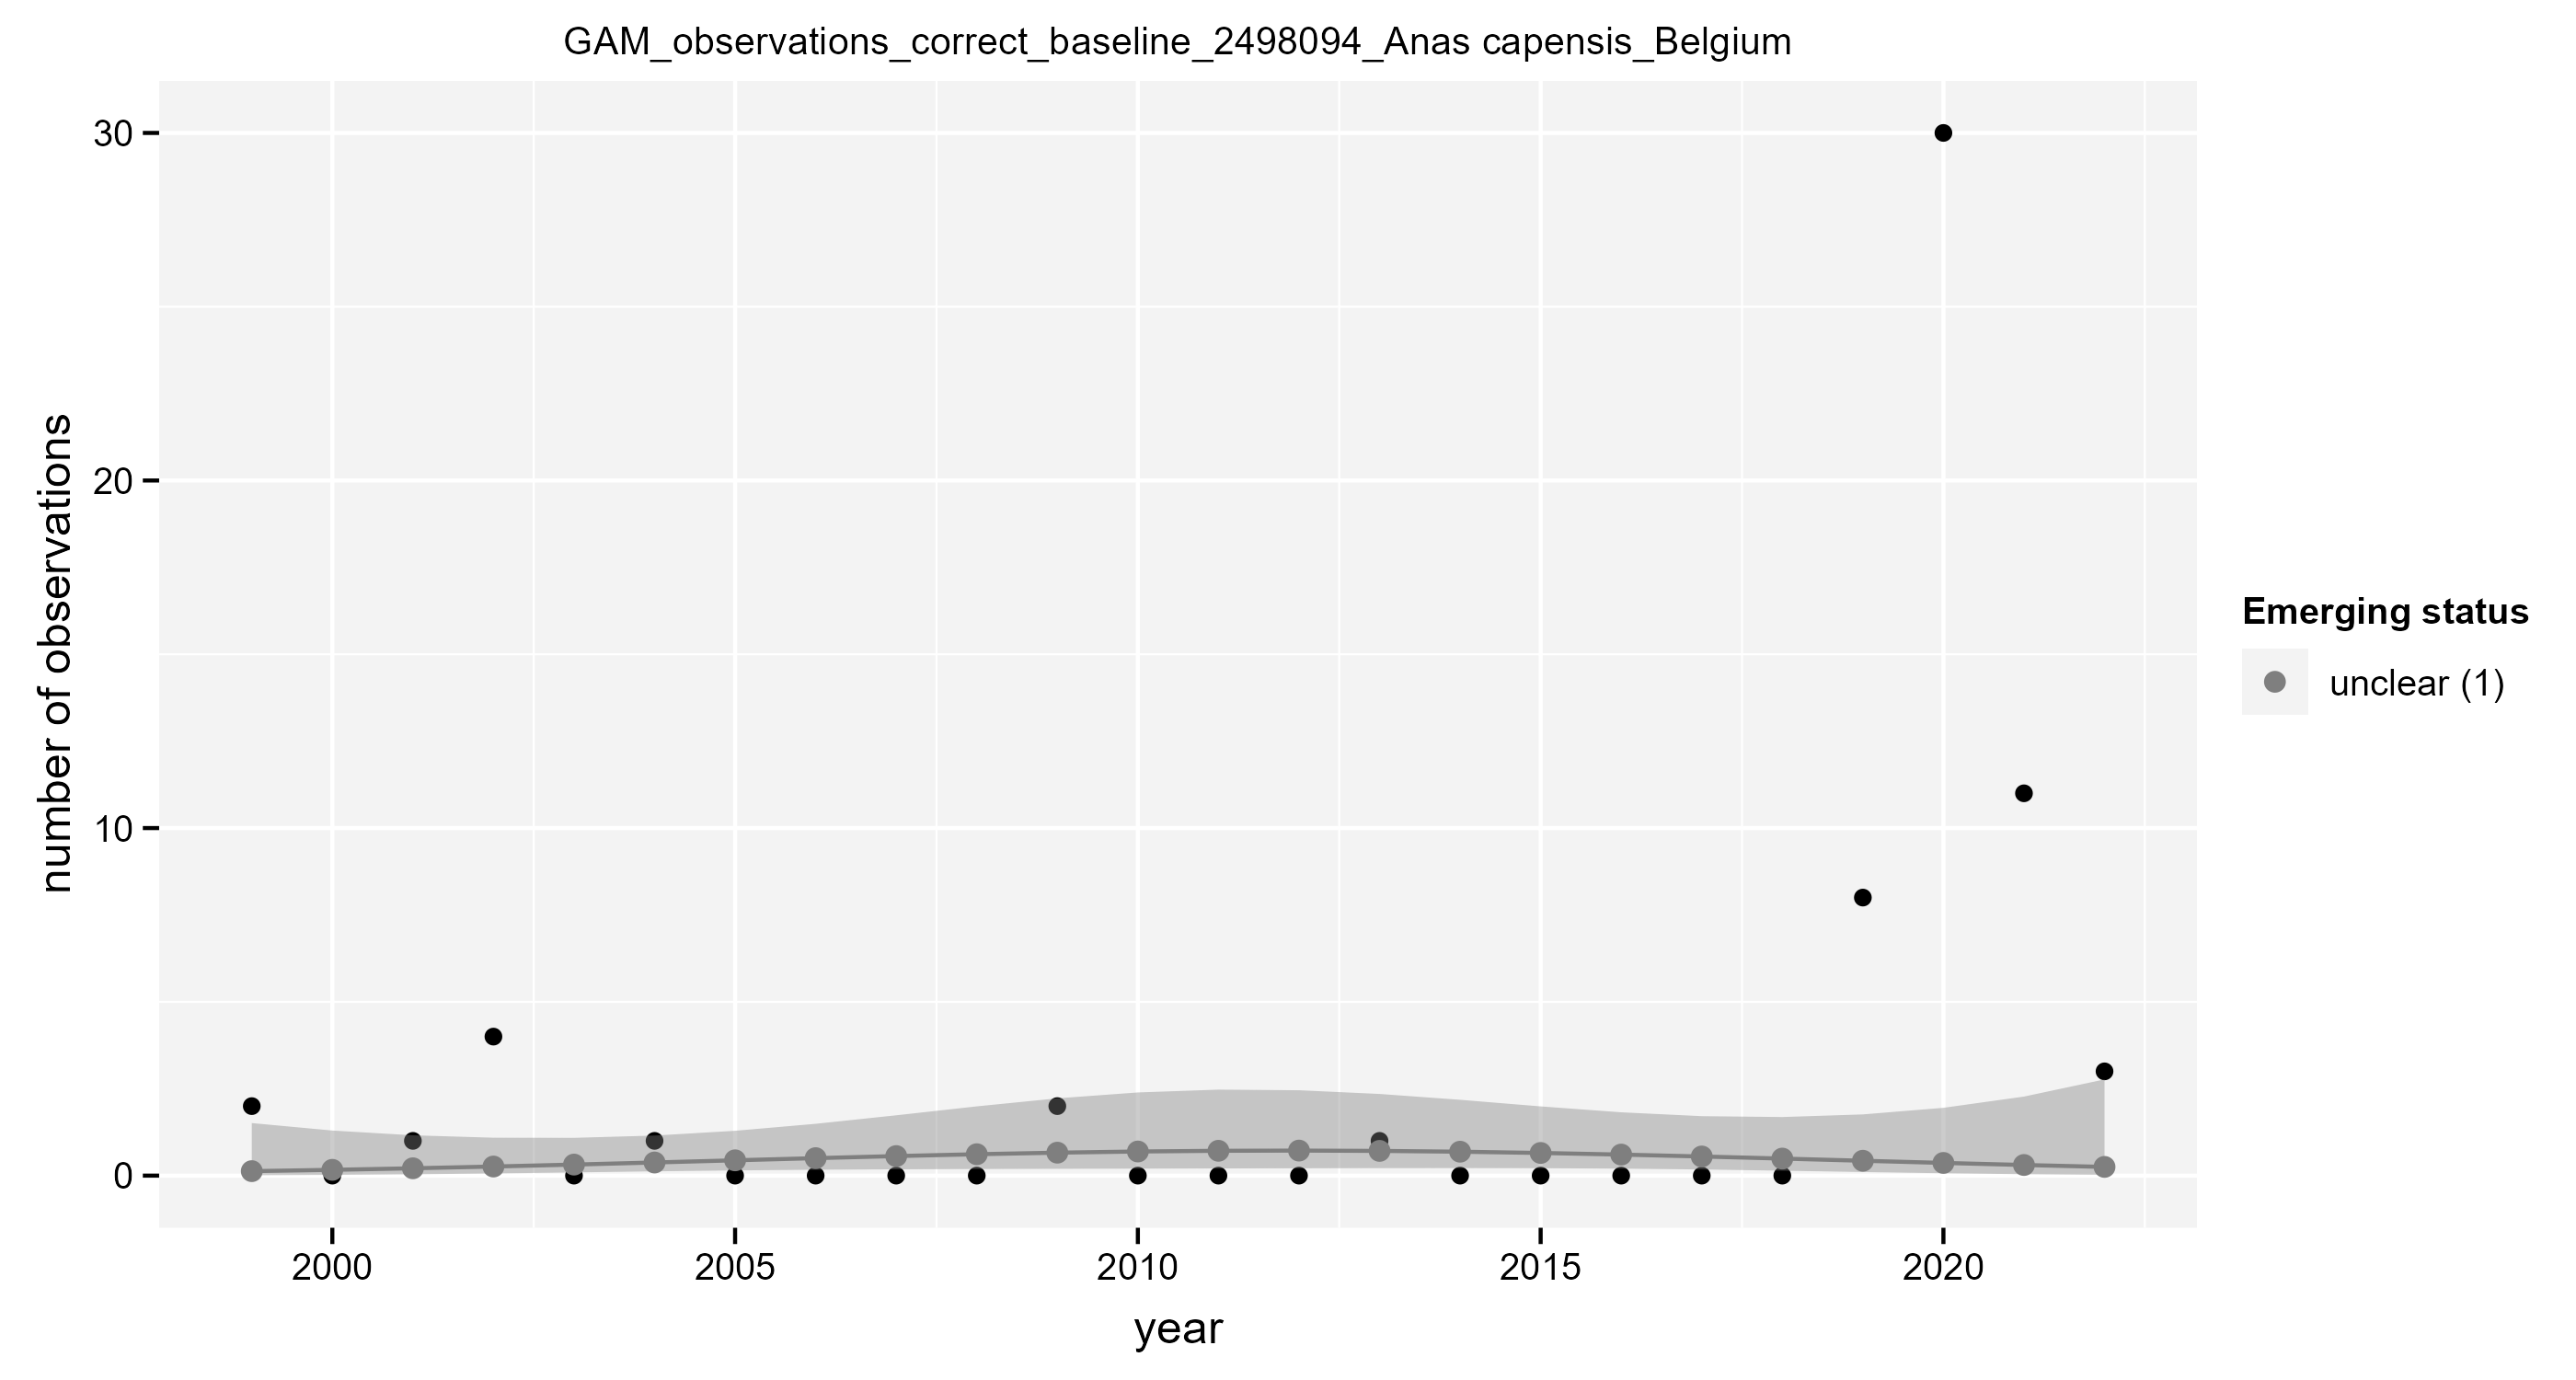 GAM_observations_correct_baseline_2498094_Anas capensis_Belgium
number of observations
30
20
10
0
2000 2005 2010 2015 2020
year
Emerging status
unclear (1)